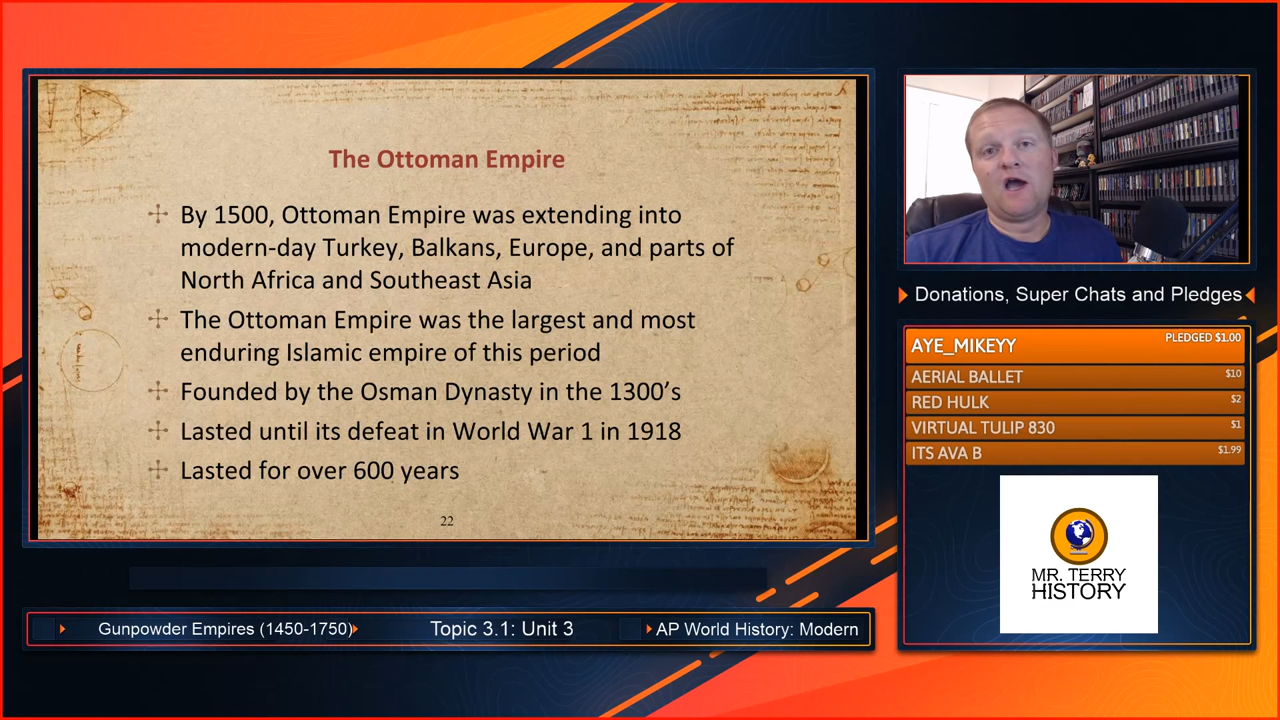 The Ottoman Empire
By 1500, Ottoman Empire was extending into
modern-day Turkey, Balkans, Europe, and parts of
North Africa and Southeast Asia
The Ottoman Empire was the largest and most
enduring Islamic empire of this period
Founded by the Osman Dynasty in the 1300's
Lasted until its defeat in World War 1 in 1918
Lasted for over 600 years
22
Donations, Super Chats and Pledges
AYE_MIKEYY PLEDGED $1.00
AERIAL BALLET $10
RED HULK $2
VIRTUAL TULIP 830 $1
ITS AVA B $1.99
MR. TERRY
HISTORY
Gunpowder Empires (1450-1750) Topic 3.1: Unit 3 AP World History: Modern